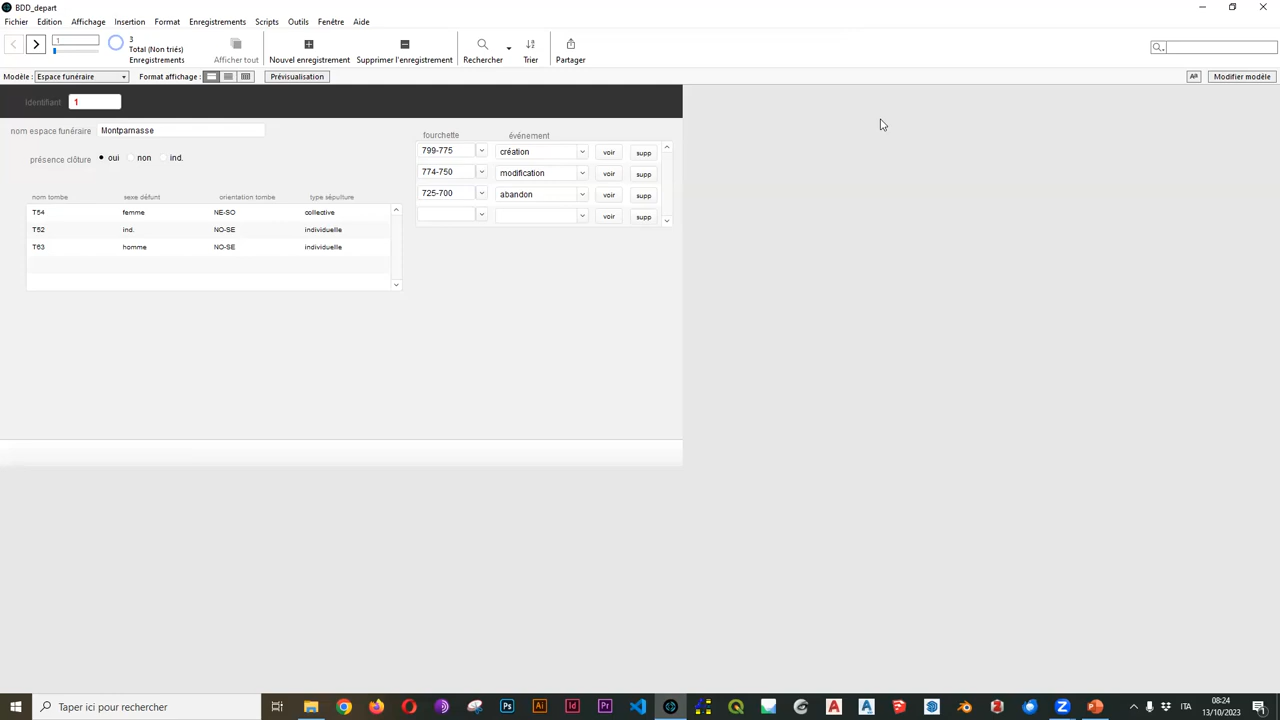 BDD_depart
Fichier Edition Affichage Insertion Format Enregistrements Scripts Outils Fenêtre Aide
1
3
Total (Non triés)
Enregistrements
Afficher tout
Nouvel enregistrement
Supprimer l'enregistrement
Rechercher
Trier
Partager
Modèle : Espace funéraire Format affichage : Prévisualisation Modifier modèle
Identifiant 1
nom espace funéraire Montparnasse
présence clôture oui non ind.
fourchette événement
799-775 création voir supp
774-750 modification voir supp
725-700 abandon voir supp
voir supp
nom tombe sexe défunt orientation tombe type sépulture
T54 femme NE-SO collective
T52 ind. NO-SE individuelle
T63 homme NO-SE individuelle
Taper ici pour rechercher
Ps Ai Id Pr
ITA
08:24
13/10/2023